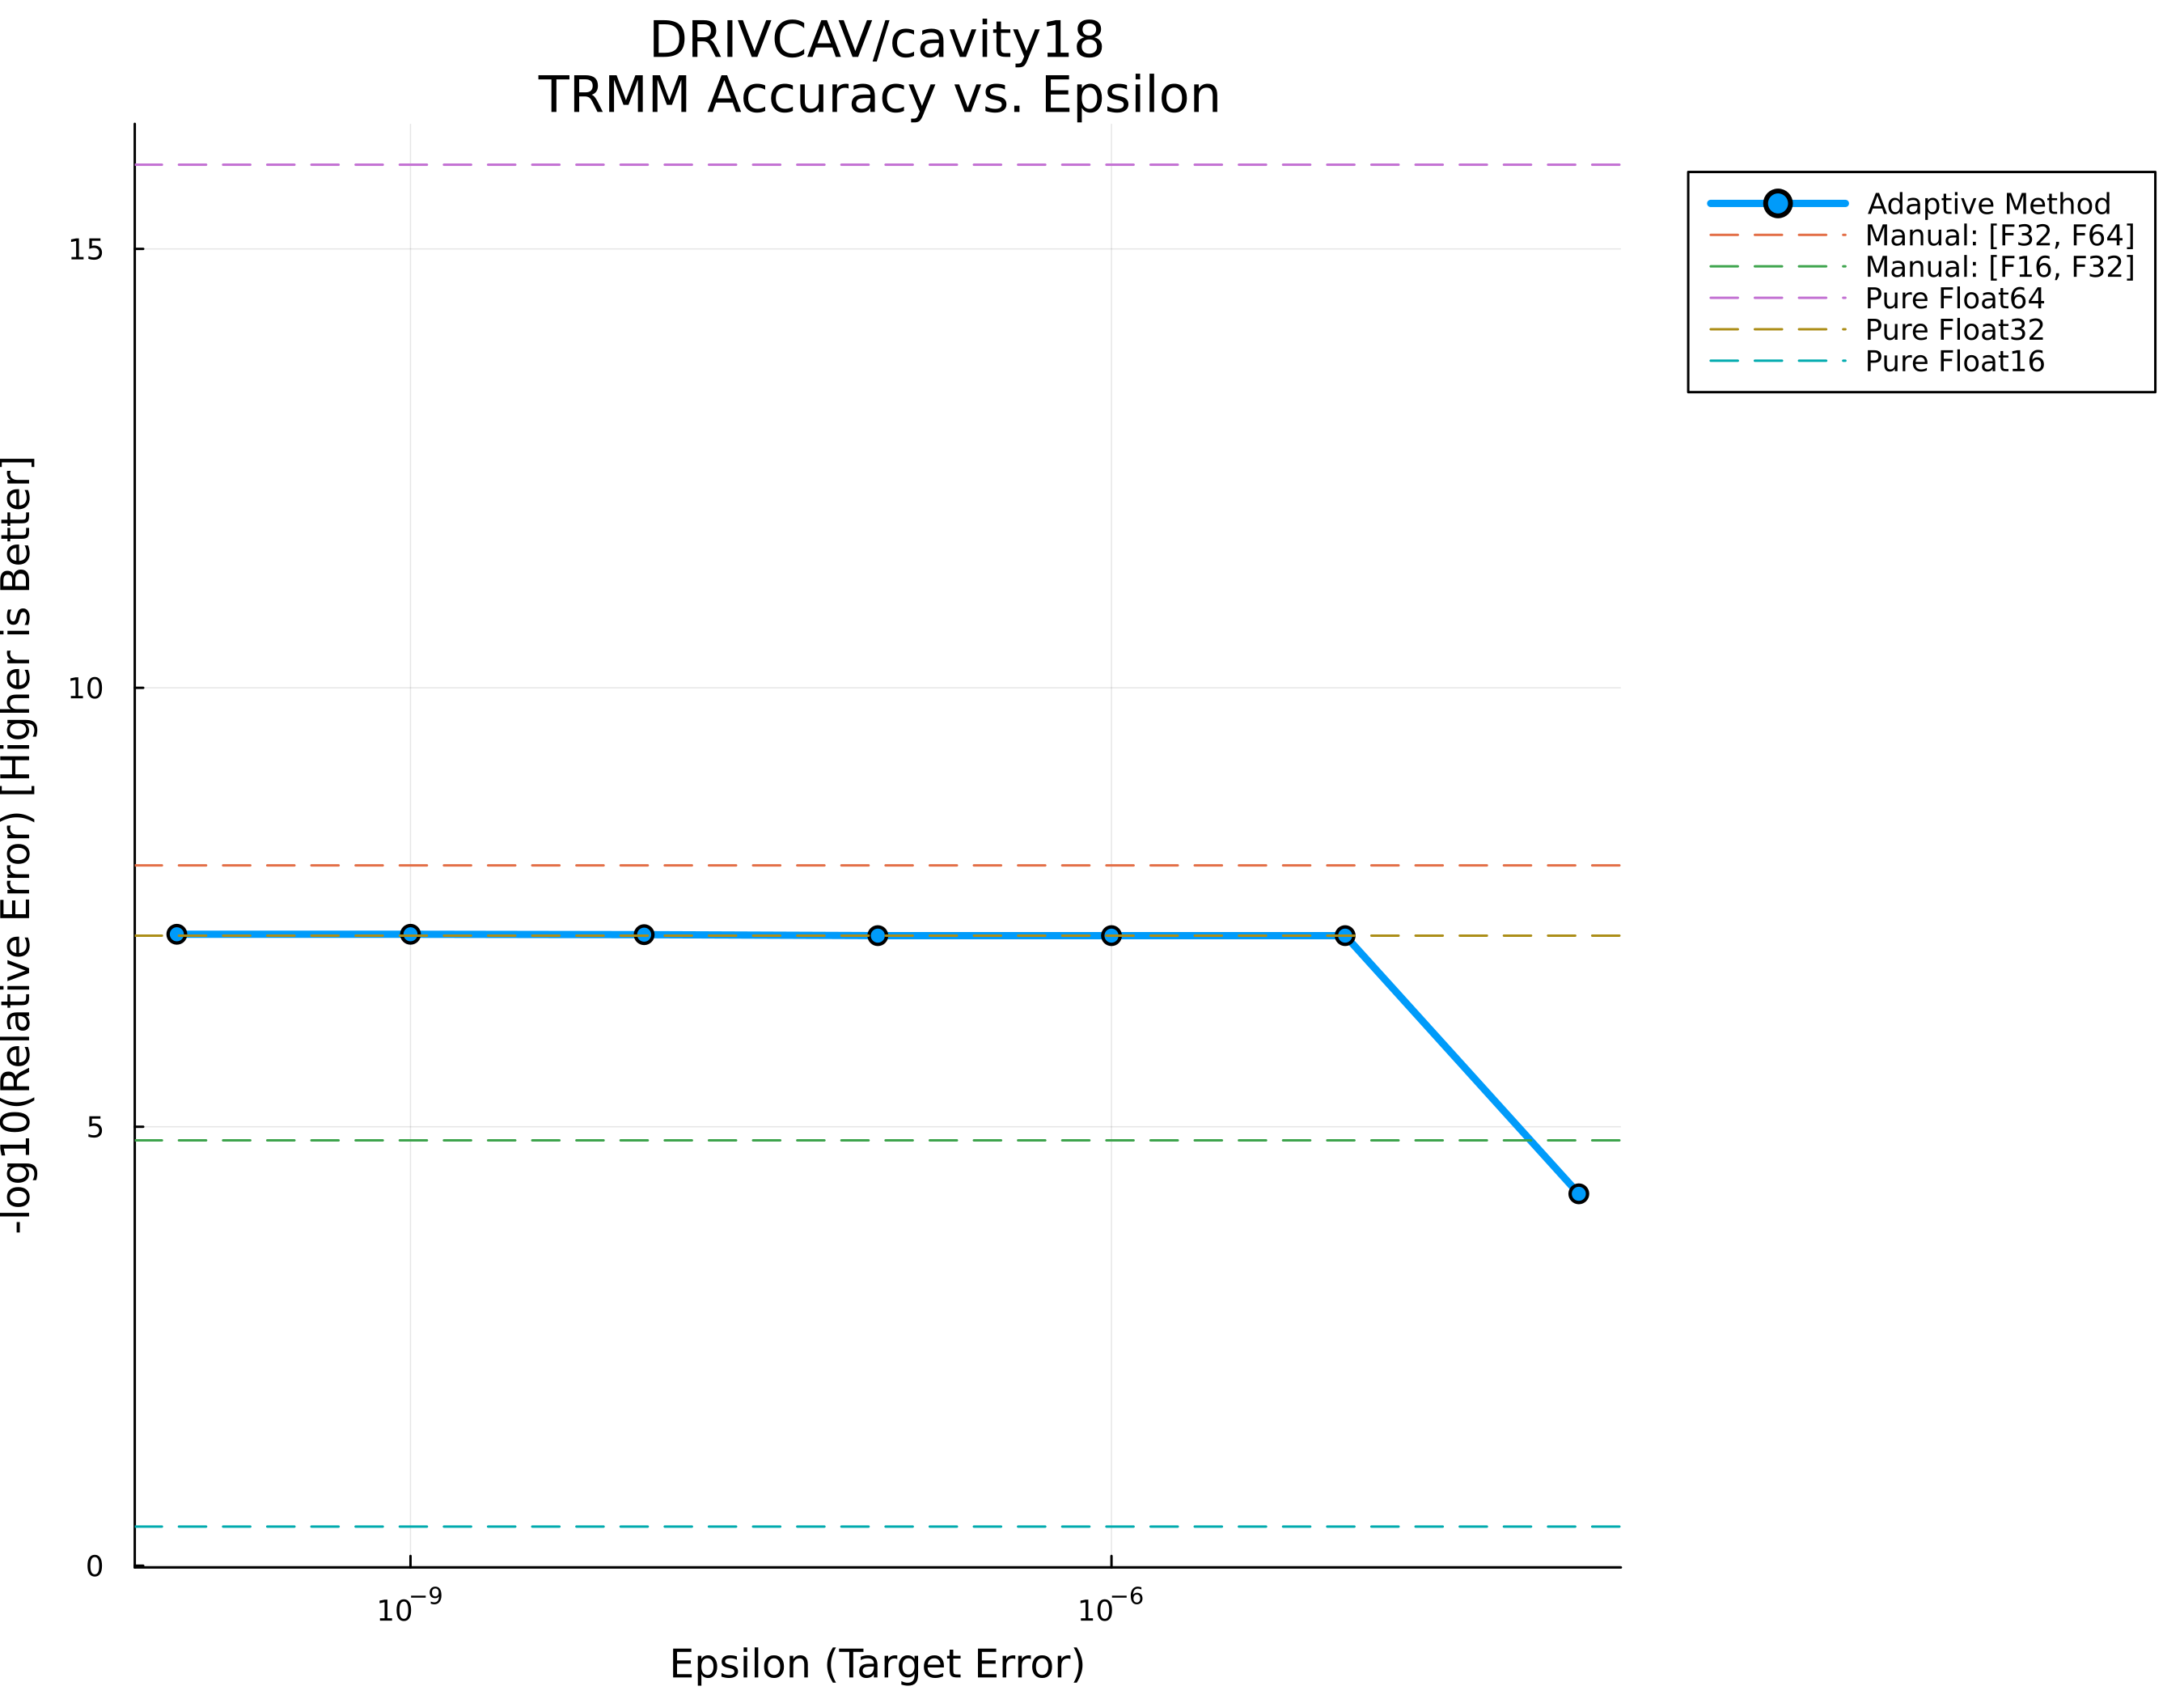 DRIVCAV/cavity18
TRMM Accuracy vs. Epsilon
-log10(Relative Error) [Higher is Better]
15
10
5
0
10⁻⁹
10⁻⁶
Epsilon (Target Error)
Adaptive Method
Manual: [F32, F64]
Manual: [F16, F32]
Pure Float64
Pure Float32
Pure Float16